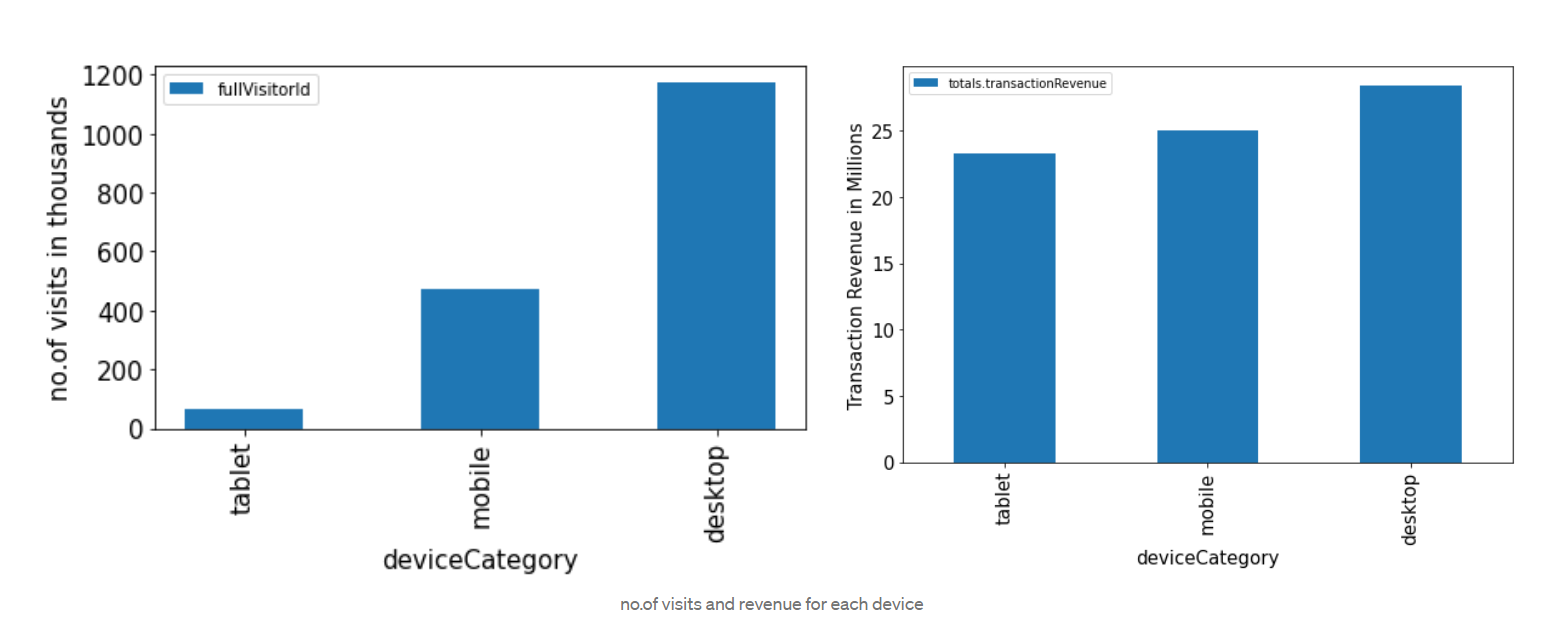 1200
1000
800
600
400
200
0
no.of visits in thousands
fullVisitorId
tablet
mobile
desktop
deviceCategory
25
20
15
10
5
0
Transaction Revenue in Millions
totals.transactionRevenue
tablet
mobile
desktop
deviceCategory
no.of visits and revenue for each device